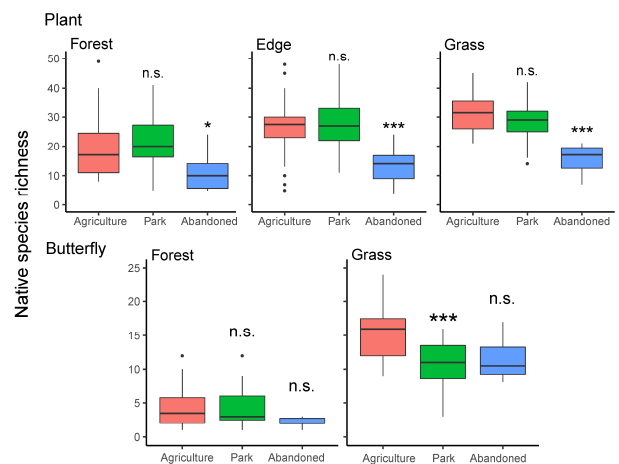 Plant
Forest
Edge
Grass
n.s.
n.s.
n.s.
*
***
***
50
40
30
20
10
0
Agriculture Park Abandoned
Agriculture Park Abandoned
Agriculture Park Abandoned
Native species richness
Butterfly
Forest
Grass
25
20
15
10
5
0
n.s.
n.s.
***
n.s.
Agriculture Park Abandoned
Agriculture Park Abandoned